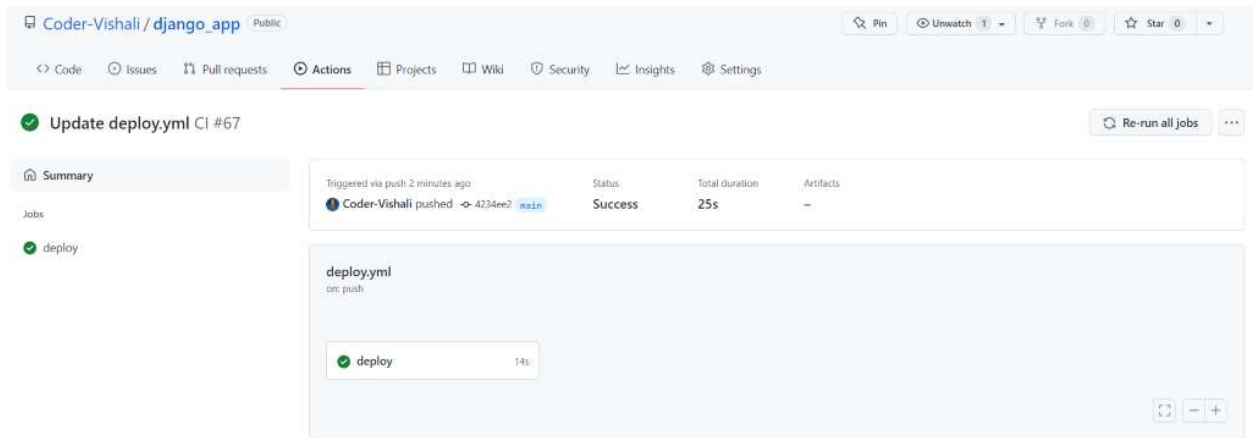 Coder-Vishali / django_app Public
Pin Unwatch 1 Fork 0 Star 0
<> Code Issues Pull requests Actions Projects Wiki Security Insights Settings
Update deploy.yml CI #67
Re-run all jobs ...
Summary
Jobs
deploy
Triggered via push 2 minutes ago Status Total duration Artifacts
Coder-Vishali pushed 4234ee2 main Success 25s –
deploy.yml
on: push
deploy 14s